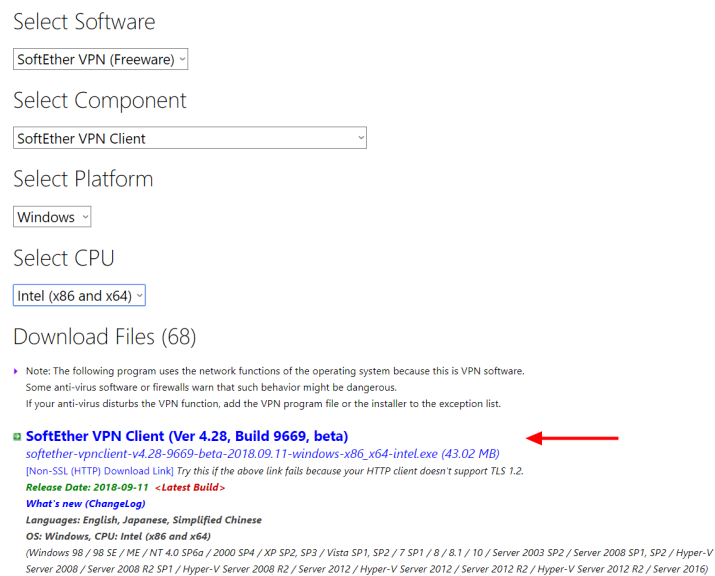 Select Software
SoftEther VPN (Freeware)
Select Component
SoftEther VPN Client
Select Platform
Windows
Select CPU
Intel (x86 and x64)
Download Files (68)
Note: The following program uses the network functions of the operating system because this is VPN software.
Some anti-virus software or firewalls warn that such behavior might be dangerous.
If your anti-virus disturbs the VPN function, add the VPN program file or the installer to the exception list.
SoftEther VPN Client (Ver 4.28, Build 9669, beta)
softether-vpnclient-v4.28-9669-beta-2018.09.11-windows-x86_x64-intel.exe (43.02 MB)
[Non-SSL (HTTP) Download Link] Try this if the above link fails because your HTTP client doesn't support TLS 1.2.
Release Date: 2018-09-11 <Latest Build>
What's new (ChangeLog)
Languages: English, Japanese, Simplified Chinese
OS: Windows, CPU: Intel (x86 and x64)
(Windows 98 / 98 SE / ME / NT 4.0 SP6a / 2000 SP4 / XP SP2, SP3 / Vista SP1, SP2 / 7 SP1 / 8 / 8.1 / 10 / Server 2003 SP2 / Server 2008 SP1, SP2 / Hyper-V
Server 2008 / Server 2008 R2 SP1 / Hyper-V Server 2008 R2 / Server 2012 / Hyper-V Server 2012 / Server 2012 R2 / Hyper-V Server 2012 R2 / Server 2016)